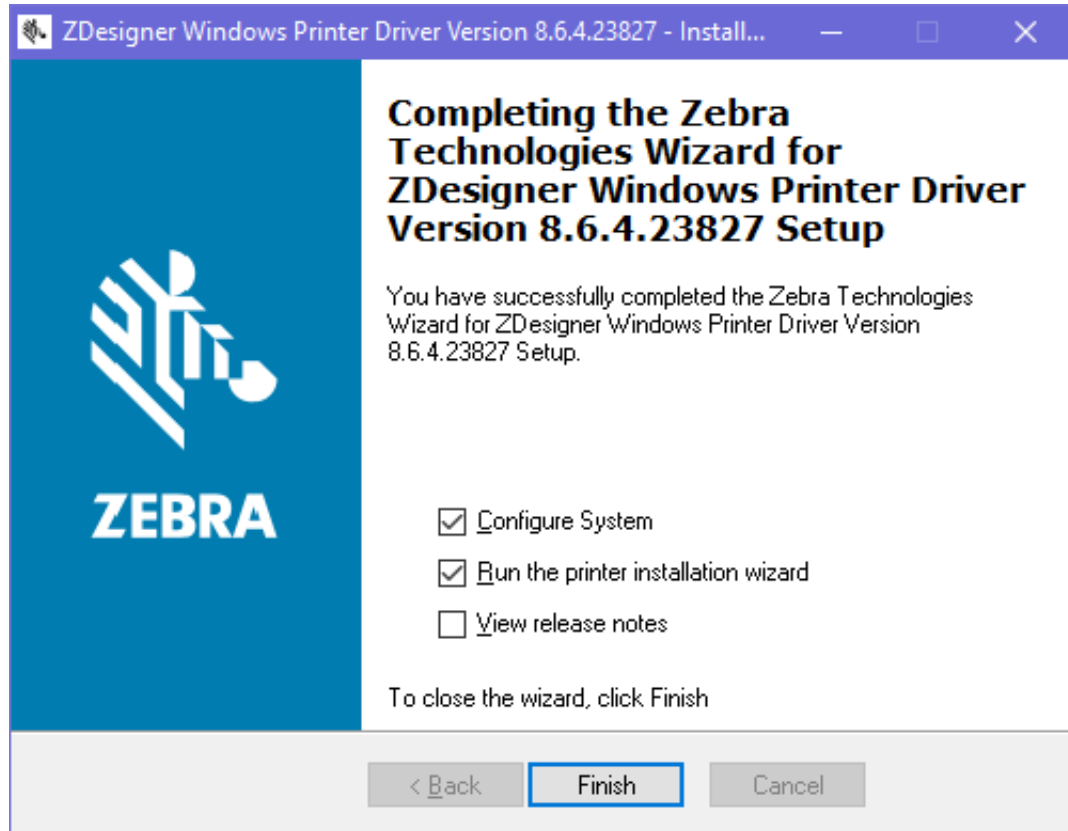 ZDesigner Windows Printer Driver Version 8.6.4.23827 - Install...
Completing the Zebra
Technologies Wizard for
ZDesigner Windows Printer Driver
Version 8.6.4.23827 Setup
You have successfully completed the Zebra Technologies
Wizard for ZDesigner Windows Printer Driver Version
8.6.4.23827 Setup.
ZEBRA
Configure System
Run the printer installation wizard
View release notes
To close the wizard, click Finish
< Back
Finish
Cancel